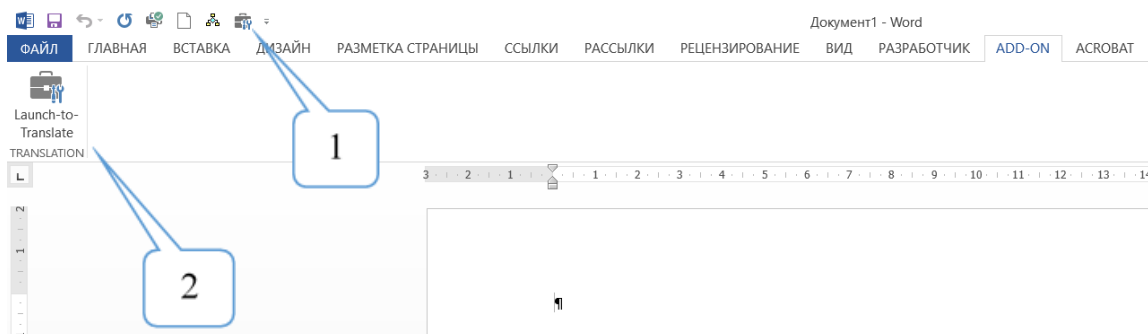 Документ1 - Word
ФАЙЛ ГЛАВНАЯ ВСТАВКА ДИЗАЙН РАЗМЕТКА СТРАНИЦЫ ССЫЛКИ РАССЫЛКИ РЕЦЕНЗИРОВАНИЕ ВИД РАЗРАБОТЧИК ADD-ON ACROBAT
Launch-to-
Translate
TRANSLATION
1
3 2 1 1 2 3 4 5 6 7 8 9 10 11 12 13 14
2
1
2
¶